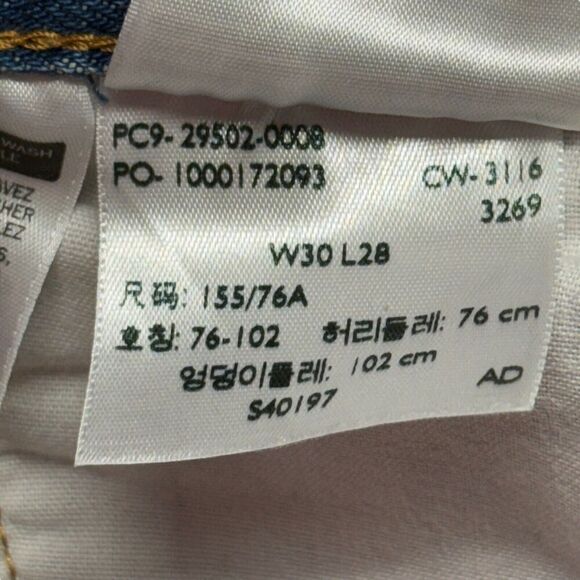 WASH
PC9- 29502-0008
PO- 1000172093
CW- 3116
3269
W30 L28
尺码: 155/76A
호칭: 76-102 허리둘레: 76 cm
엉덩이둘레: 102 cm
S40197
AD